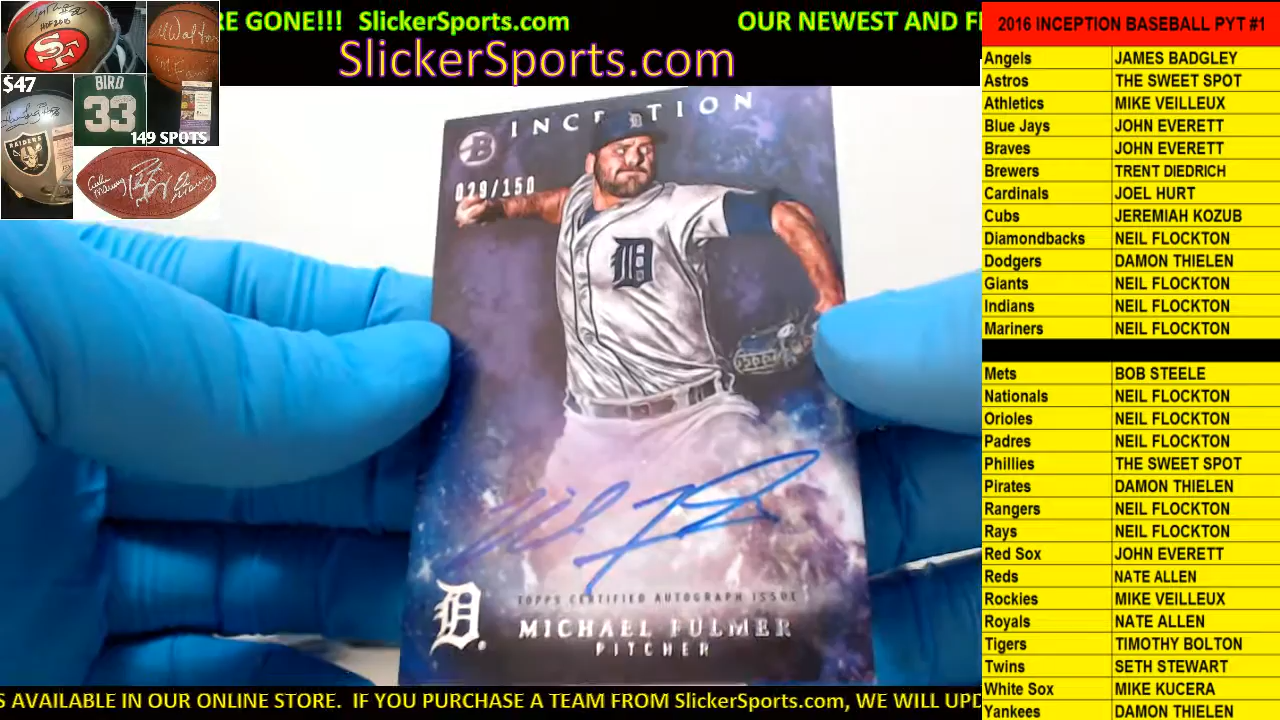 RE GONE!!! SlickerSports.com OUR NEWEST AND
SlickerSports.com
HOF 2015
SF
$47
RAIDERS
BIRD
33
149 SPOTS
INCEPTION
B
029/150
D
D
TOPPS CERTIFIED AUTOGRAPH ISSUE
MICHAEL FULMER
PITCHER
S AVAILABLE IN OUR ONLINE STORE. IF YOU PURCHASE A TEAM FROM SlickerSports.com, WE WILL UPD
2016 INCEPTION BASEBALL PYT #1
Angels JAMES BADGLEY
Astros THE SWEET SPOT
Athletics MIKE VEILLEUX
Blue Jays JOHN EVERETT
Braves JOHN EVERETT
Brewers TRENT DIEDRICH
Cardinals JOEL HURT
Cubs JEREMIAH KOZUB
Diamondbacks NEIL FLOCKTON
Dodgers DAMON THIELEN
Giants NEIL FLOCKTON
Indians NEIL FLOCKTON
Mariners NEIL FLOCKTON
Mets BOB STEELE
Nationals NEIL FLOCKTON
Orioles NEIL FLOCKTON
Padres NEIL FLOCKTON
Phillies THE SWEET SPOT
Pirates DAMON THIELEN
Rangers NEIL FLOCKTON
Rays NEIL FLOCKTON
Red Sox JOHN EVERETT
Reds NATE ALLEN
Rockies MIKE VEILLEUX
Royals NATE ALLEN
Tigers TIMOTHY BOLTON
Twins SETH STEWART
White Sox MIKE KUCERA
Yankees DAMON THIELEN